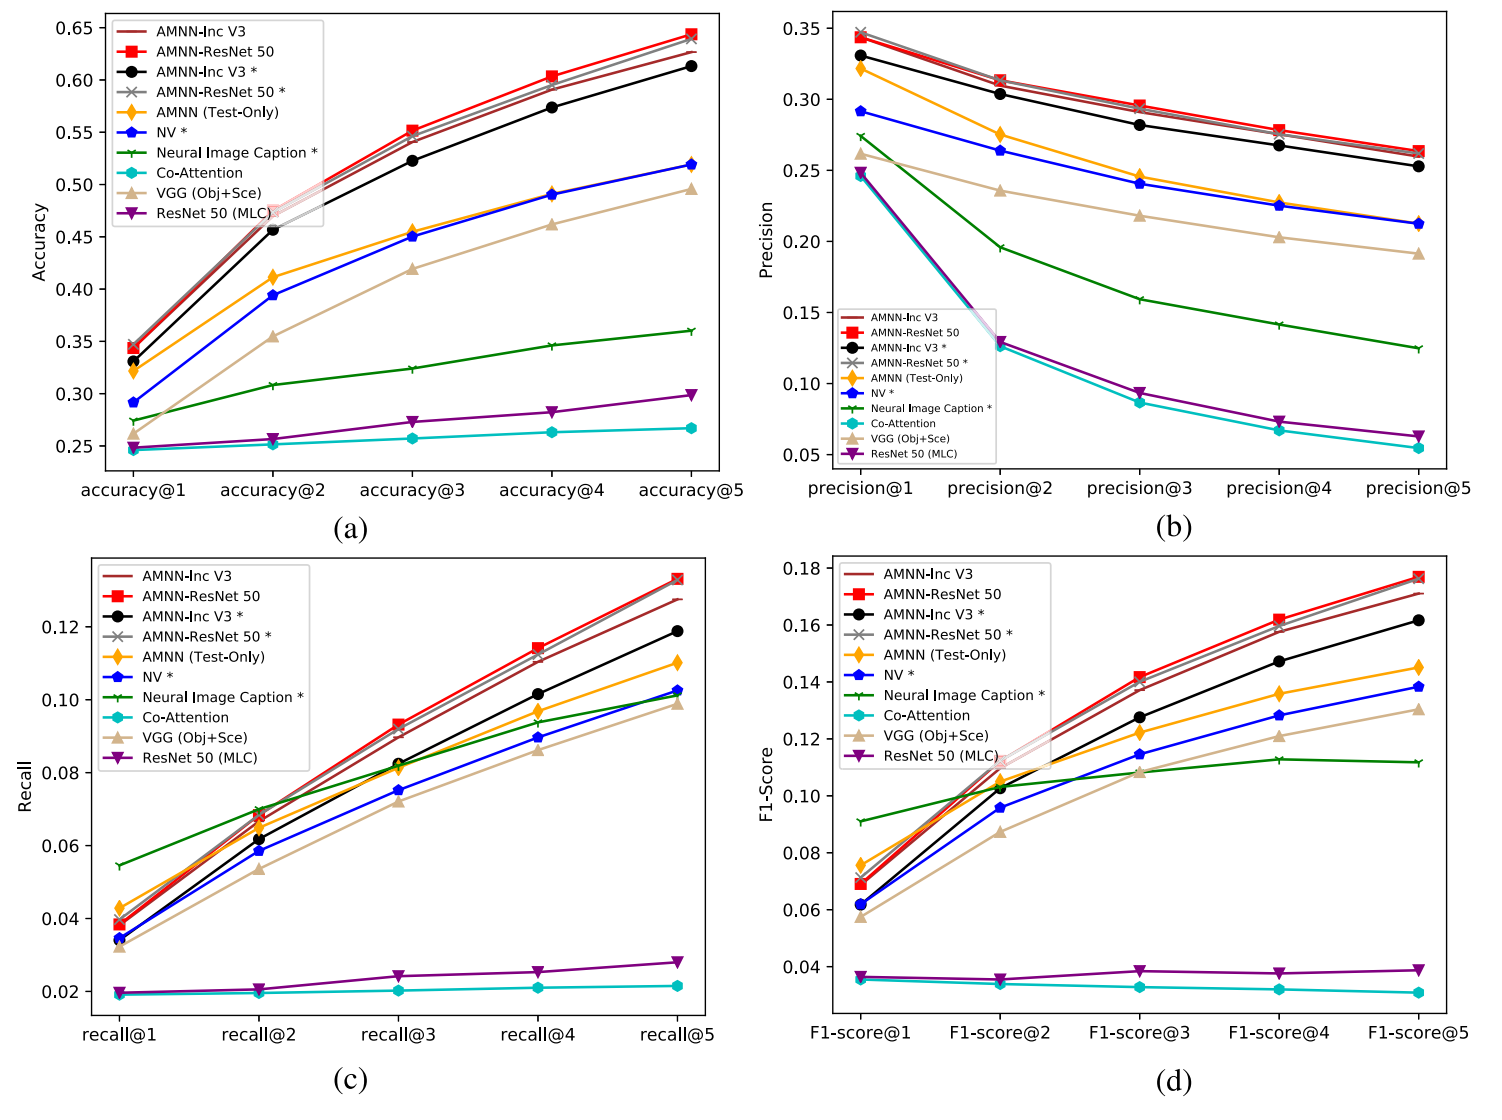 0.65
0.60
0.55
0.50
0.45
0.40
0.35
0.30
0.25
Accuracy
AMNN-Inc V3
AMNN-ResNet 50
AMNN-Inc V3 *
AMNN-ResNet 50 *
AMNN (Test-Only)
NV *
Neural Image Caption *
Co-Attention
VGG (Obj+Sce)
ResNet 50 (MLC)
accuracy@1 accuracy@2 accuracy@3 accuracy@4 accuracy@5
(a)
0.35
0.30
0.25
0.20
0.15
0.10
0.05
Precision
AMNN-Inc V3
AMNN-ResNet 50
AMNN-Inc V3 *
AMNN-ResNet 50 *
AMNN (Test-Only)
NV *
Neural Image Caption *
Co-Attention
VGG (Obj+Sce)
ResNet 50 (MLC)
precision@1 precision@2 precision@3 precision@4 precision@5
(b)
0.12
0.10
0.08
0.06
0.04
0.02
Recall
AMNN-Inc V3
AMNN-ResNet 50
AMNN-Inc V3 *
AMNN-ResNet 50 *
AMNN (Test-Only)
NV *
Neural Image Caption *
Co-Attention
VGG (Obj+Sce)
ResNet 50 (MLC)
recall@1 recall@2 recall@3 recall@4 recall@5
(c)
0.18
0.16
0.14
0.12
0.10
0.08
0.06
0.04
F1-Score
AMNN-Inc V3
AMNN-ResNet 50
AMNN-Inc V3 *
AMNN-ResNet 50 *
AMNN (Test-Only)
NV *
Neural Image Caption *
Co-Attention
VGG (Obj+Sce)
ResNet 50 (MLC)
F1-score@1 F1-score@2 F1-score@3 F1-score@4 F1-score@5
(d)